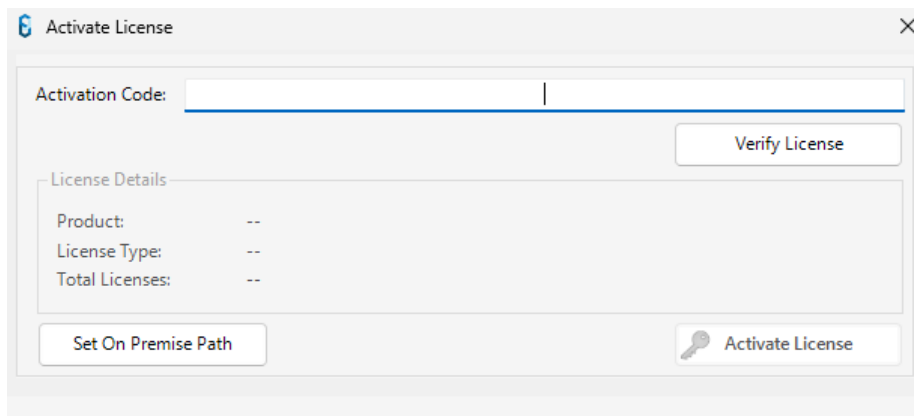 Activate License
Activation Code:
Verify License
License Details
Product: --
License Type: --
Total Licenses: --
Set On Premise Path
Activate License